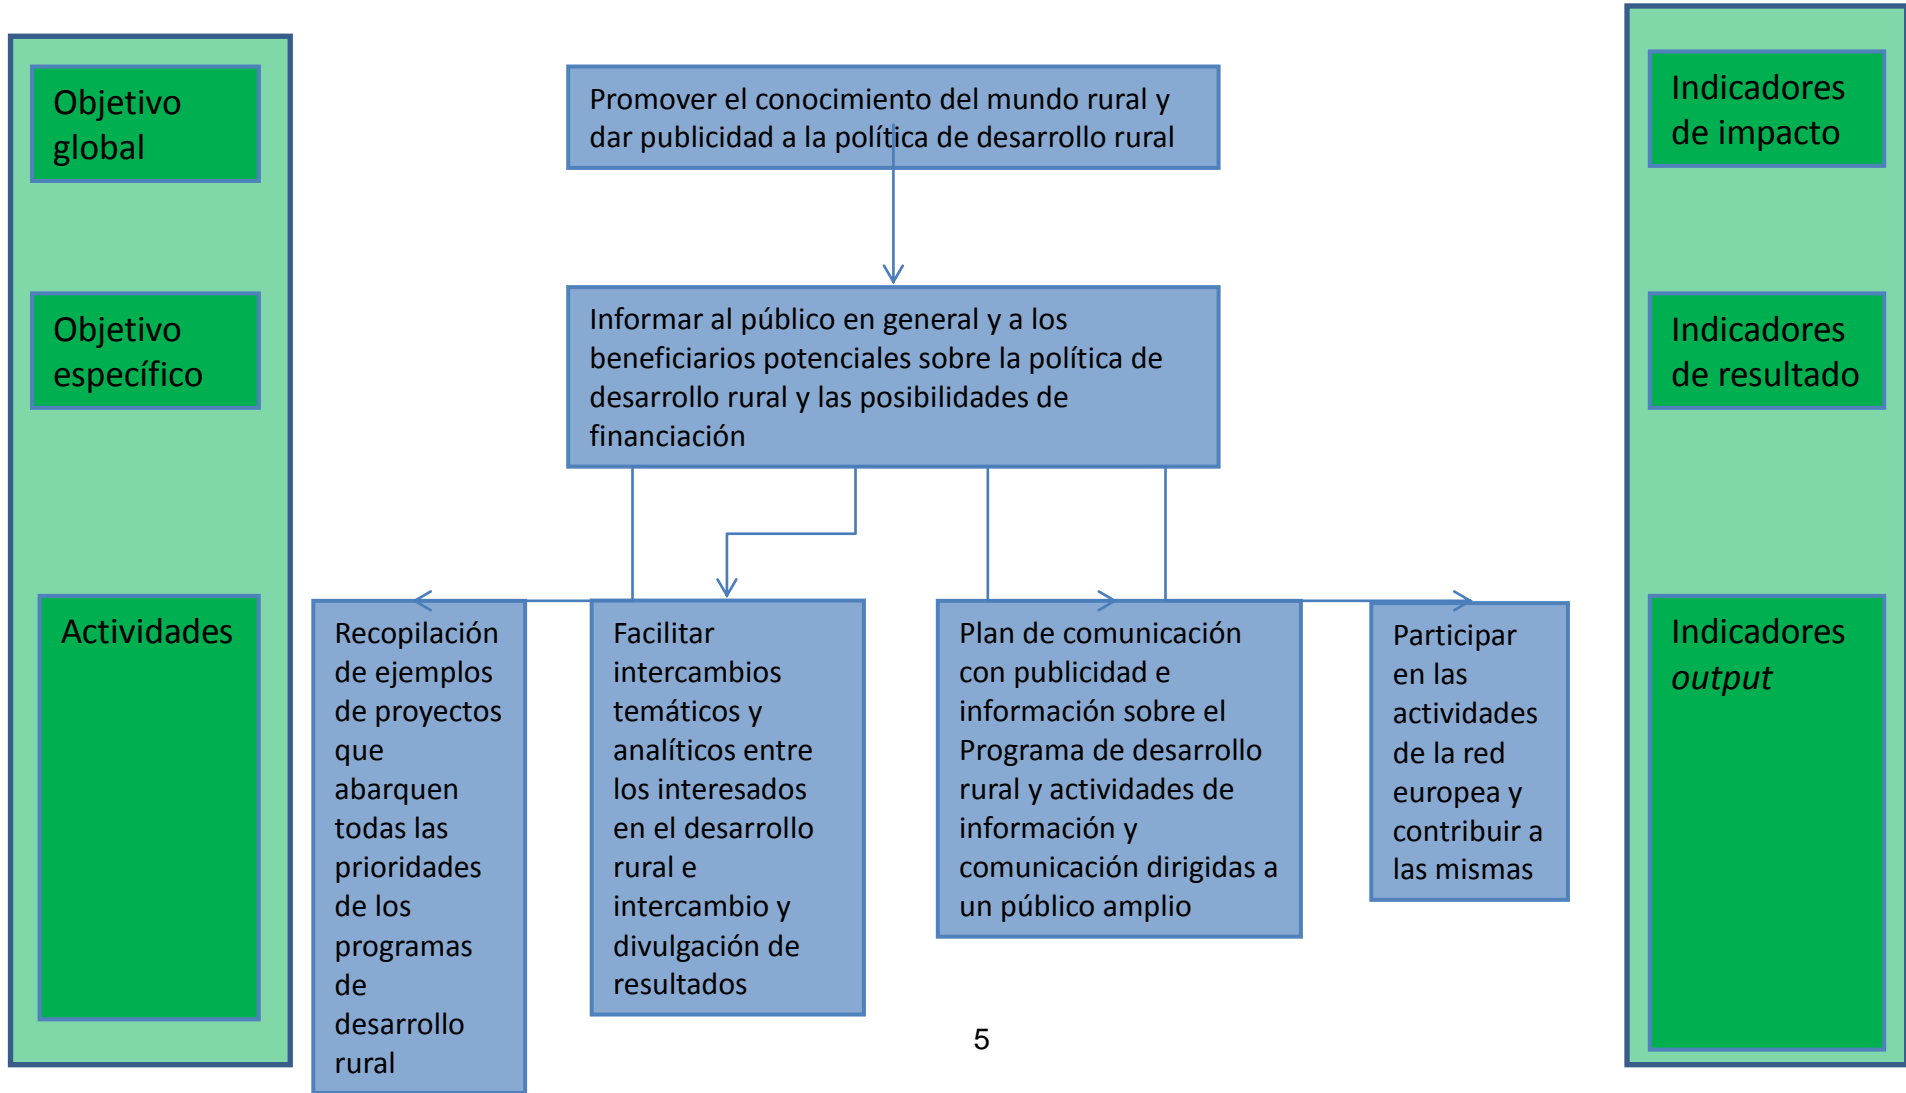 Objetivo
global
Promover el conocimiento del mundo rural y
dar publicidad a la política de desarrollo rural
Indicadores
de impacto
Objetivo
específico
Informar al público en general y a los
beneficiarios potenciales sobre la política de
desarrollo rural y las posibilidades de
financiación
Indicadores
de resultado
Actividades
Recopilación
de ejemplos
de proyectos
que
abarquen
todas las
prioridades
de los
programas
de
desarrollo
rural
Facilitar
intercambios
temáticos y
analíticos entre
los interesados
en el desarrollo
rural e
intercambio y
divulgación de
resultados
Plan de comunicación
con publicidad e
información sobre el
Programa de desarrollo
rural y actividades de
información y
comunicación dirigidas a
un público amplio
Participar
en las
actividades
de la red
europea y
contribuir a
las mismas
Indicadores
output
5